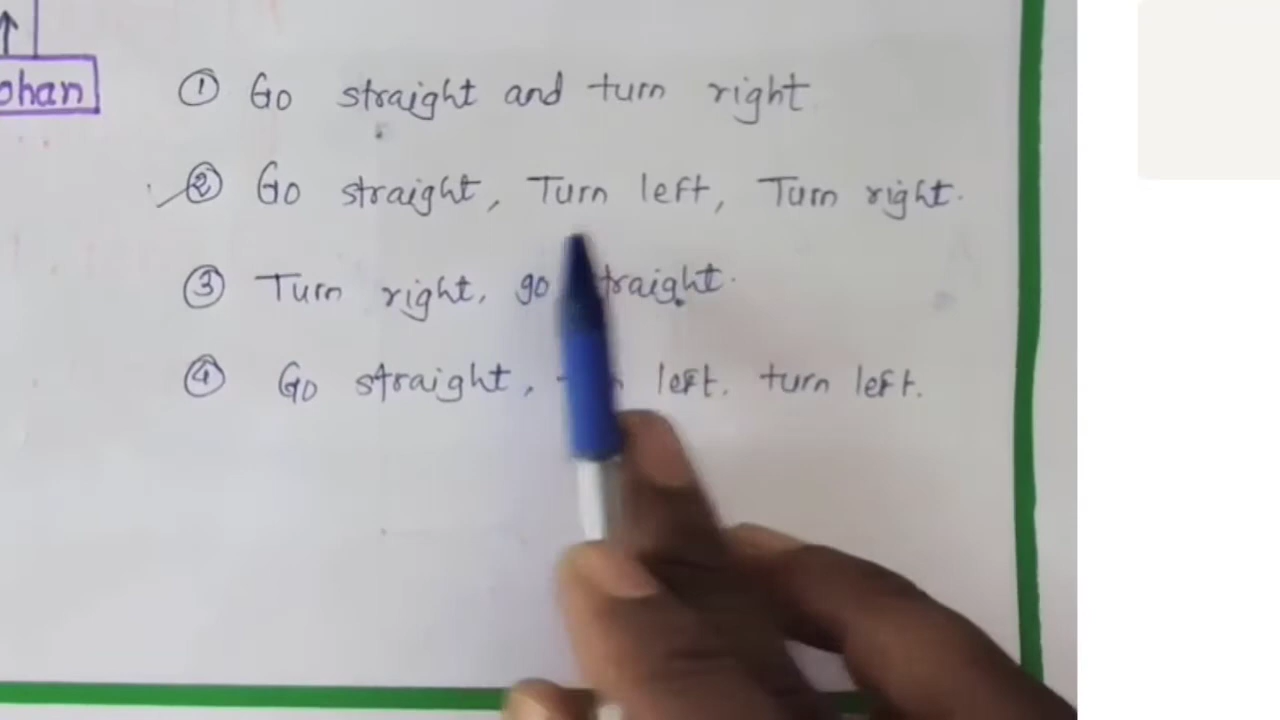 ohan
① Go straight and turn right
② Go straight, Turn left, Turn right.
③ Turn right, go straight.
④ Go straight, left. turn left.